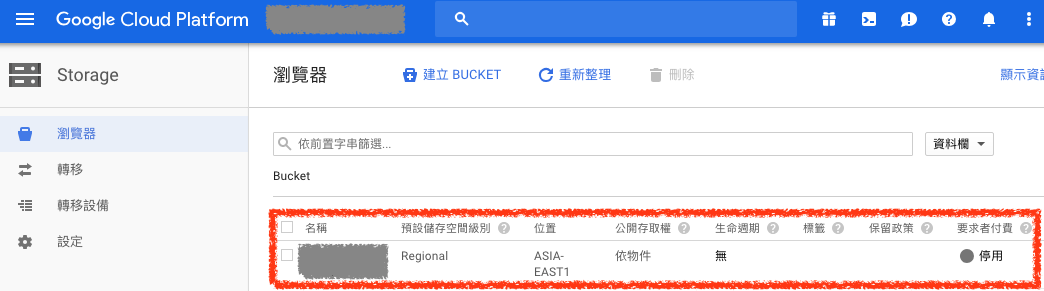 Google Cloud Platform
Storage
瀏覽器 建立 BUCKET 重新整理 刪除 顯示資訊
瀏覽器
轉移
轉移設備
設定
依前置字串篩選... 資料欄
Bucket
名稱 預設儲存空間級別 位置 公開存取權 生命週期 標籤 保留政策 要求者付費
Regional ASIA-EAST1 依物件 無 停用